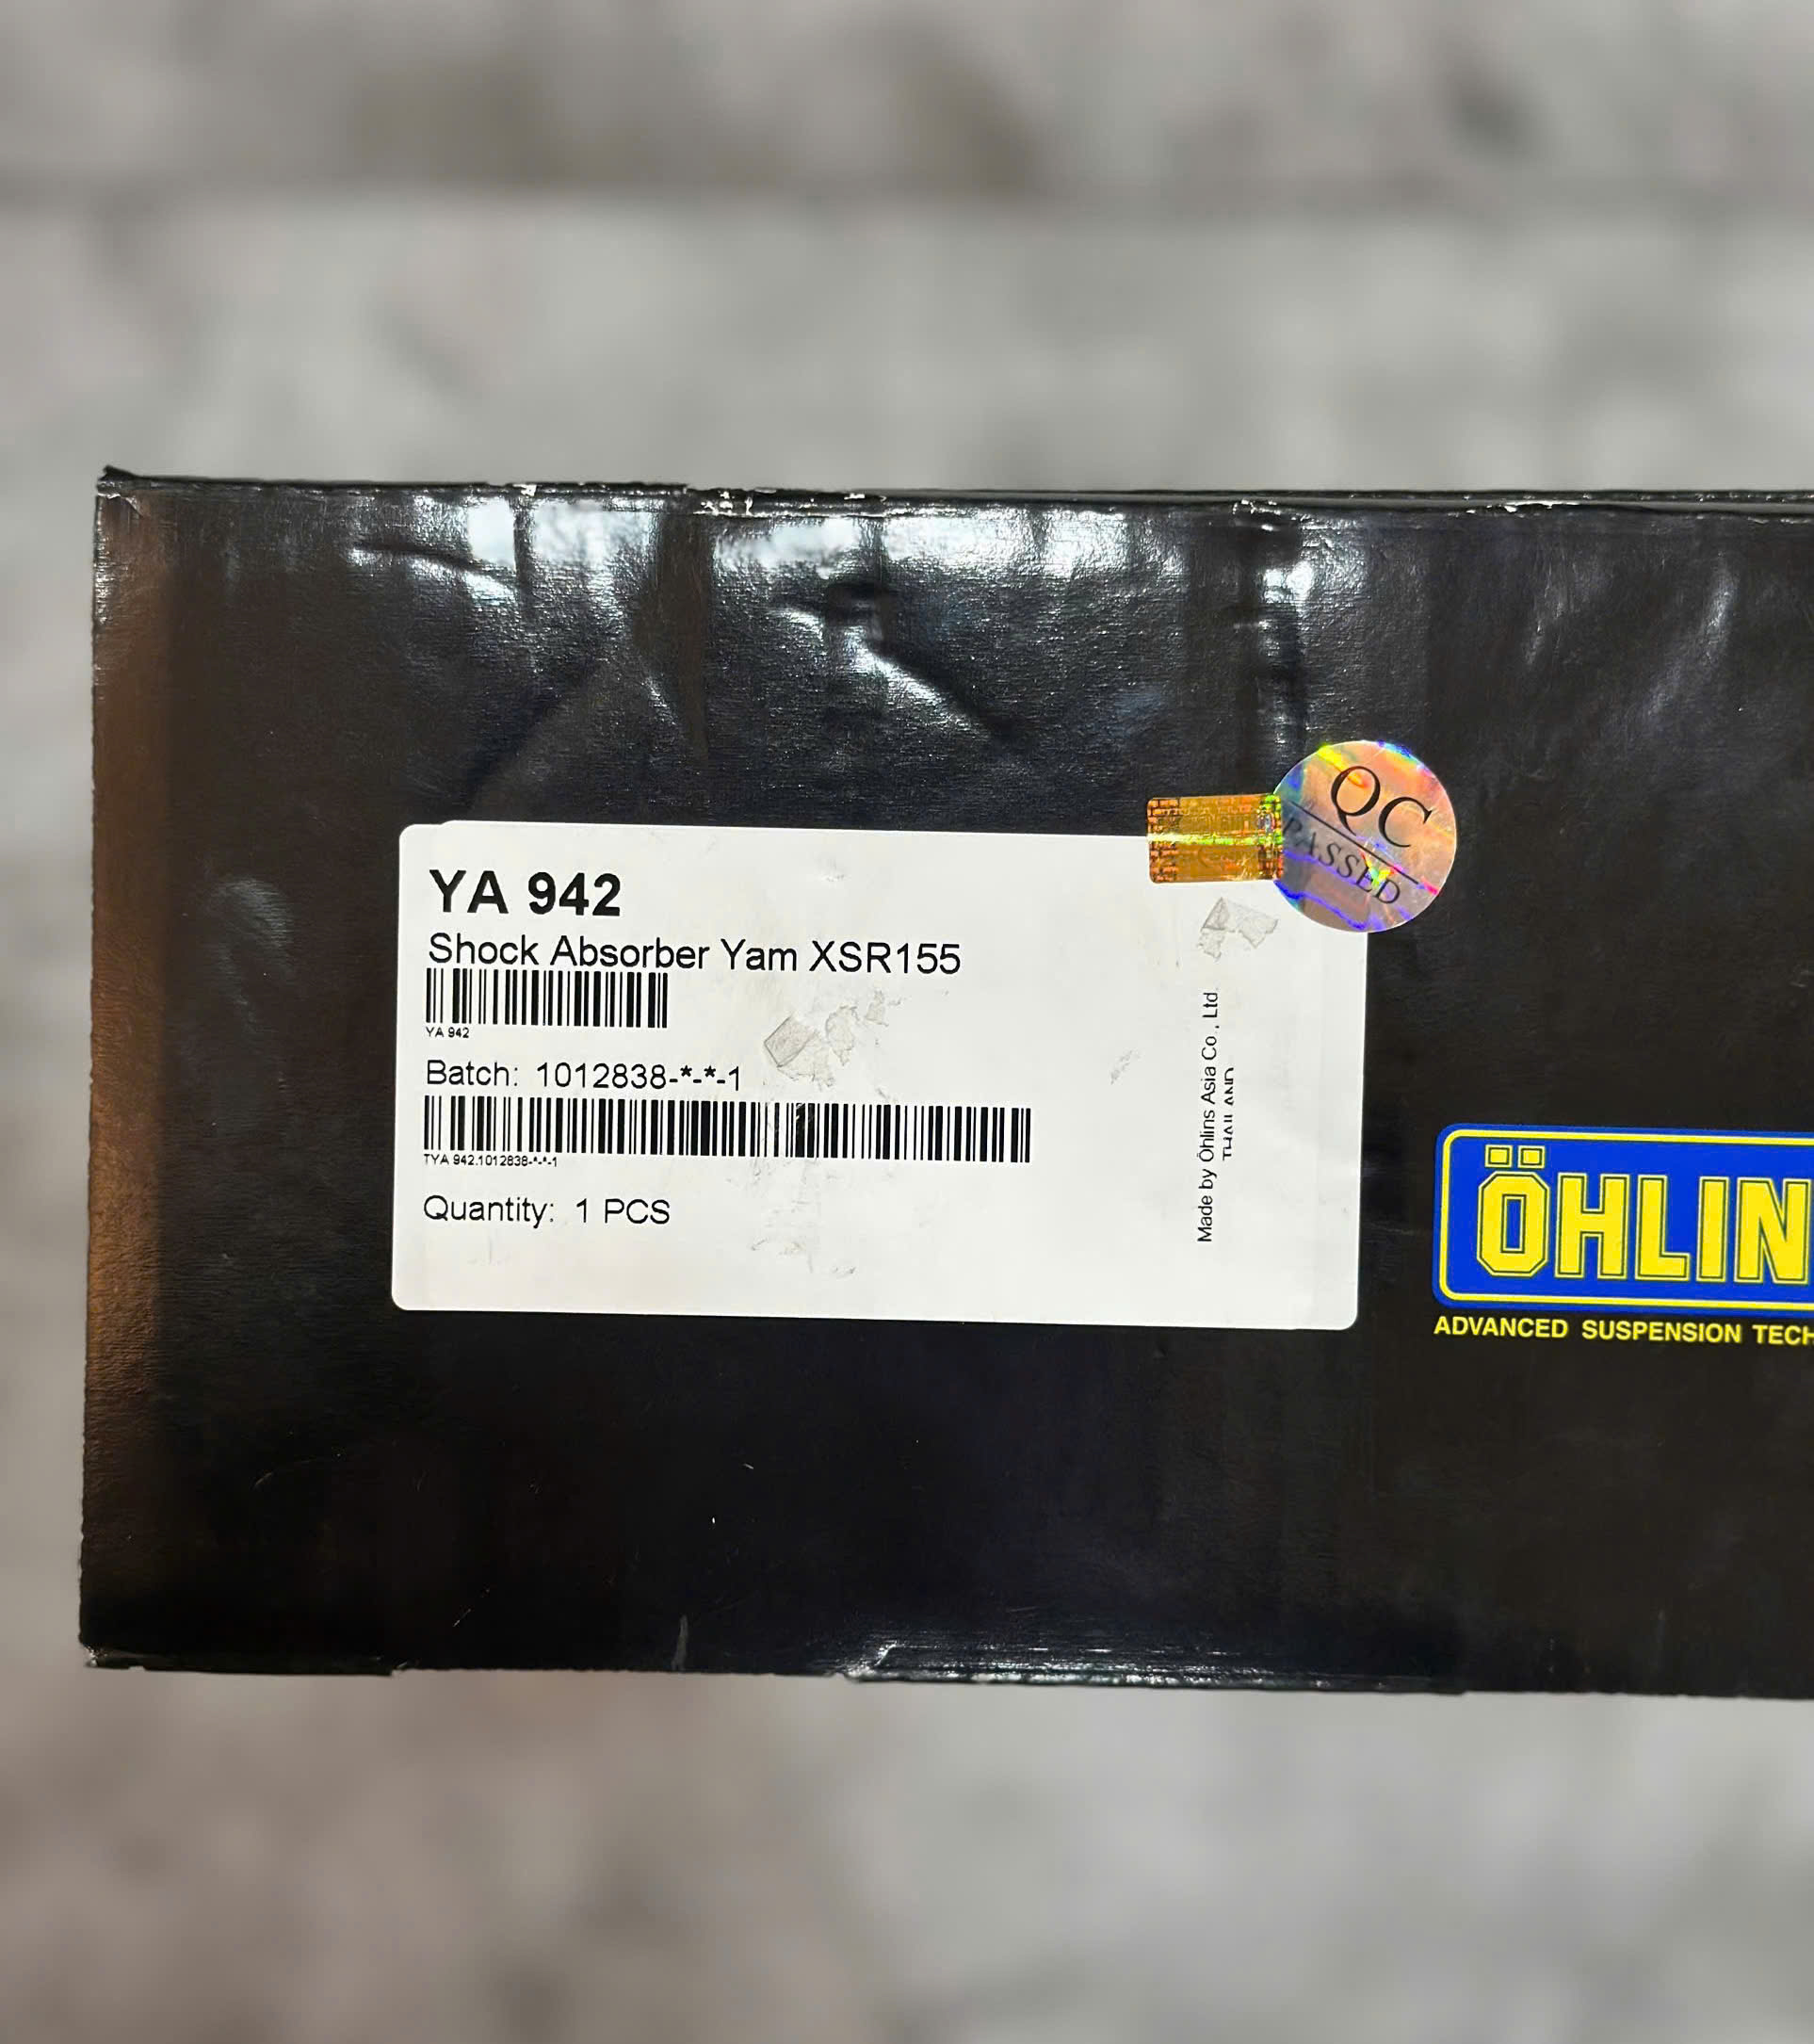 YA 942
Shock Absorber Yam XSR155
YA 942
Batch: 1012838-*-*-1
TYA 942.1012838-*-*-1
Quantity: 1 PCS
Made by Öhlins Asia Co., Ltd
THAILAND
QC
PASSED
ÖHLIN
ADVANCED SUSPENSION TECH